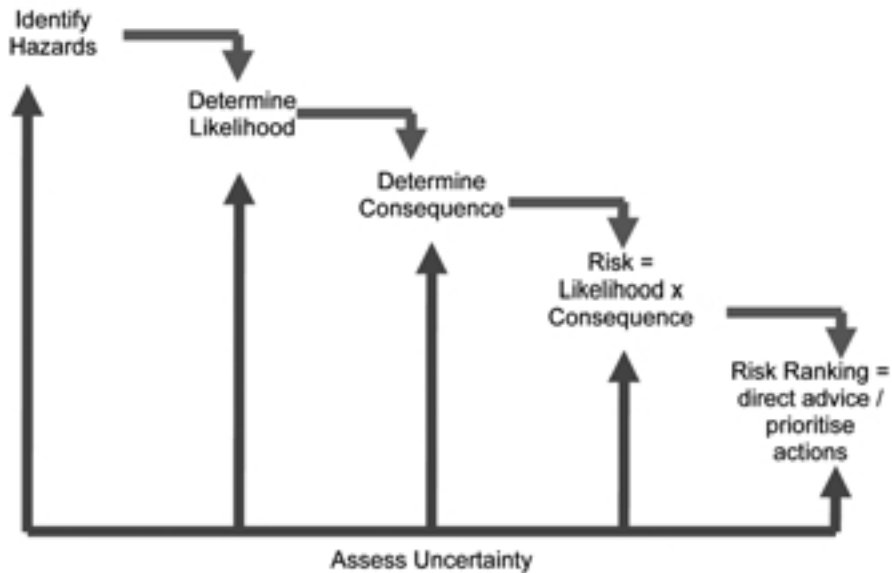 Identify
Hazards
Determine
Likelihood
Determine
Consequence
Risk =
Likelihood x
Consequence
Risk Ranking =
direct advice /
prioritise
actions
Assess Uncertainty